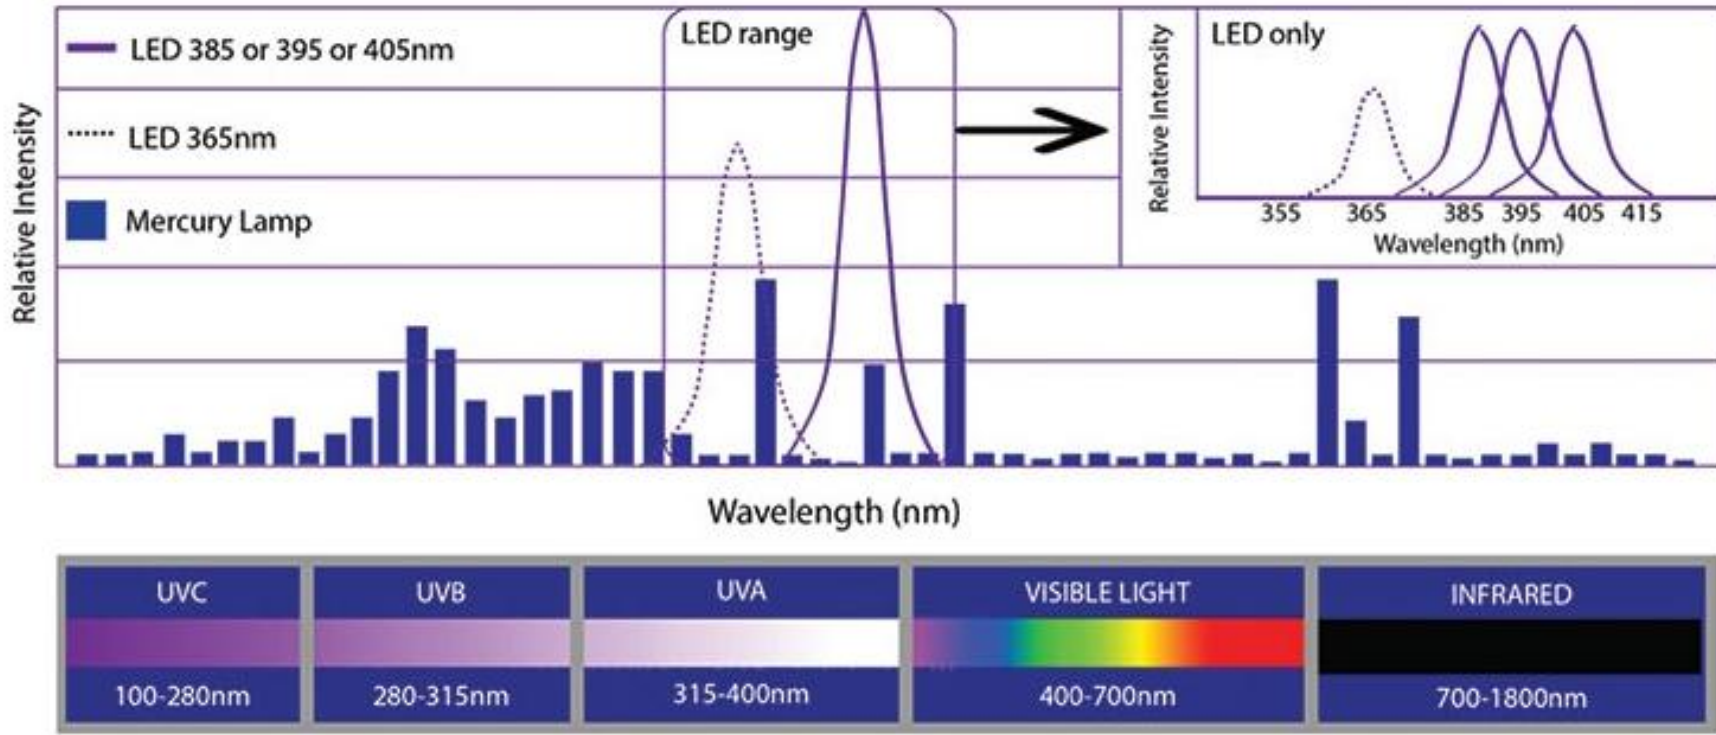 LED 385 or 395 or 405nm
LED 365nm
Mercury Lamp
Relative Intensity
LED range
Relative Intensity
LED only
355 365 385 395 405 415
Wavelength (nm)
Wavelength (nm)
UVC
UVB
UVA
VISIBLE LIGHT
INFRARED
100-280nm
280-315nm
315-400nm
400-700nm
700-1800nm